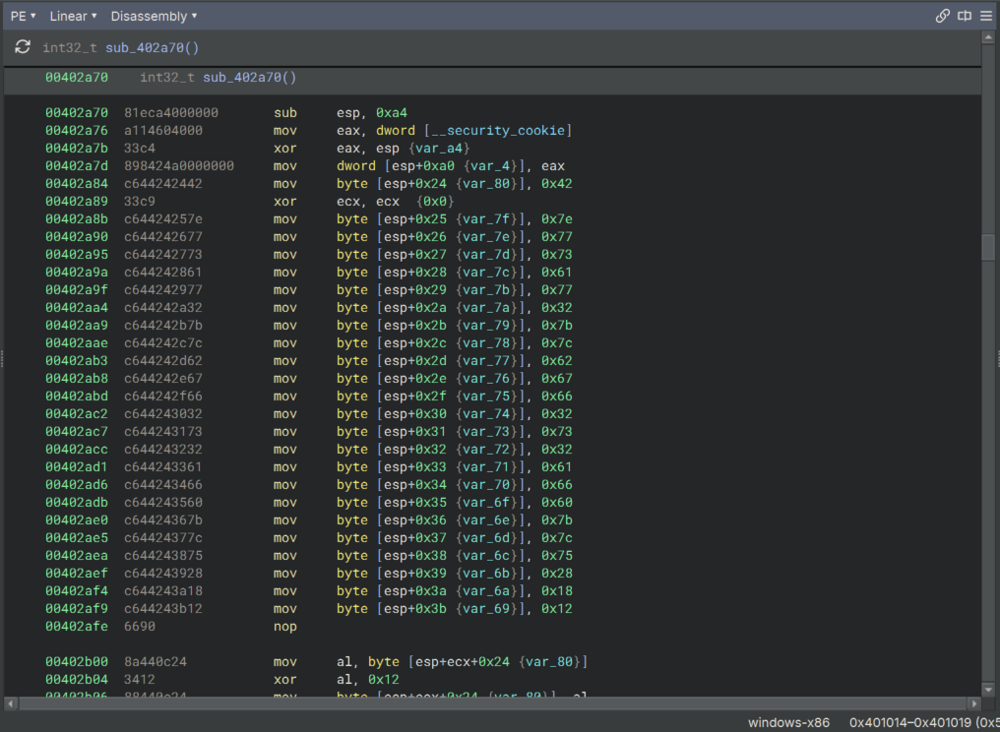 PE ▾ Linear ▾ Disassembly ▾
int32_t sub_402a70()
00402a70 int32_t sub_402a70()
00402a70 81eca4000000 sub esp, 0xa4
00402a76 a114604000 mov eax, dword [__security_cookie]
00402a7b 33c4 xor eax, esp {var_a4}
00402a7d 898424a0000000 mov dword [esp+0xa0 {var_4}], eax
00402a84 c644242442 mov byte [esp+0x24 {var_80}], 0x42
00402a89 33c9 xor ecx, ecx {0x0}
00402a8b c64424257e mov byte [esp+0x25 {var_7f}], 0x7e
00402a90 c644242677 mov byte [esp+0x26 {var_7e}], 0x77
00402a95 c644242773 mov byte [esp+0x27 {var_7d}], 0x73
00402a9a c644242861 mov byte [esp+0x28 {var_7c}], 0x61
00402a9f c644242977 mov byte [esp+0x29 {var_7b}], 0x77
00402aa4 c644242a32 mov byte [esp+0x2a {var_7a}], 0x32
00402aa9 c644242b7b mov byte [esp+0x2b {var_79}], 0x7b
00402aae c644242c7c mov byte [esp+0x2c {var_78}], 0x7c
00402ab3 c644242d62 mov byte [esp+0x2d {var_77}], 0x62
00402ab8 c644242e67 mov byte [esp+0x2e {var_76}], 0x67
00402abd c644242f66 mov byte [esp+0x2f {var_75}], 0x66
00402ac2 c644243032 mov byte [esp+0x30 {var_74}], 0x32
00402ac7 c644243173 mov byte [esp+0x31 {var_73}], 0x73
00402acc c644243232 mov byte [esp+0x32 {var_72}], 0x32
00402ad1 c644243361 mov byte [esp+0x33 {var_71}], 0x61
00402ad6 c644243466 mov byte [esp+0x34 {var_70}], 0x66
00402adb c644243560 mov byte [esp+0x35 {var_6f}], 0x60
00402ae0 c64424367b mov byte [esp+0x36 {var_6e}], 0x7b
00402ae5 c64424377c mov byte [esp+0x37 {var_6d}], 0x7c
00402aea c644243875 mov byte [esp+0x38 {var_6c}], 0x75
00402aef c644243928 mov byte [esp+0x39 {var_6b}], 0x28
00402af4 c644243a18 mov byte [esp+0x3a {var_6a}], 0x18
00402af9 c644243b12 mov byte [esp+0x3b {var_69}], 0x12
00402afe 6690 nop
00402b00 8a440c24 mov al, byte [esp+ecx+0x24 {var_80}]
00402b04 3412 xor al, 0x12
00402b06 88440c24 mov byte [esp+ecx+0x24 {var_80}], al
windows-x86 0x401014–0x401019 (0x5